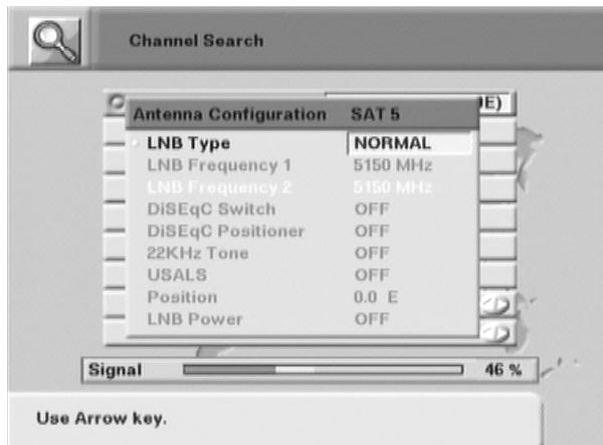 Channel Search
E)
Antenna Configuration SAT 5
LNB Type NORMAL
LNB Frequency 1 5150 MHz
LNB Frequency 2 5150 MHz
DiSEqC Switch OFF
DiSEqC Positioner OFF
22KHz Tone OFF
USALS OFF
Position 0.0 E
LNB Power OFF
Signal 46 %
Use Arrow key.